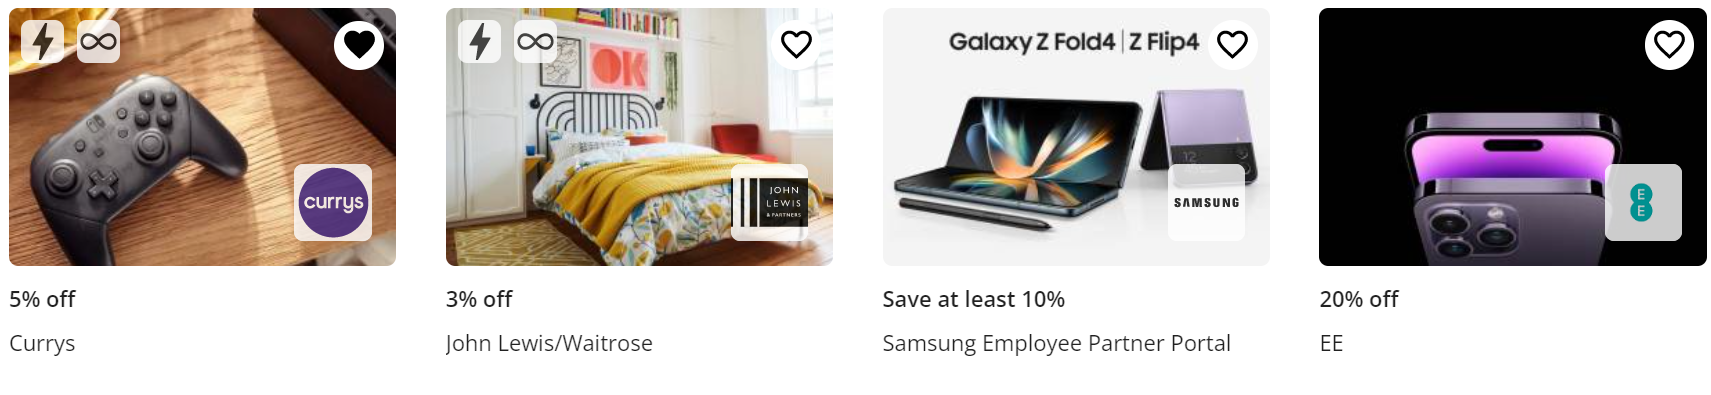 OK
currys
JOHN
LEWIS
& PARTNERS
Galaxy Z Fold4 | Z Flip4
12
SAMSUNG
E
E
5% off
3% off
Save at least 10%
20% off
Currys
John Lewis/Waitrose
Samsung Employee Partner Portal
EE